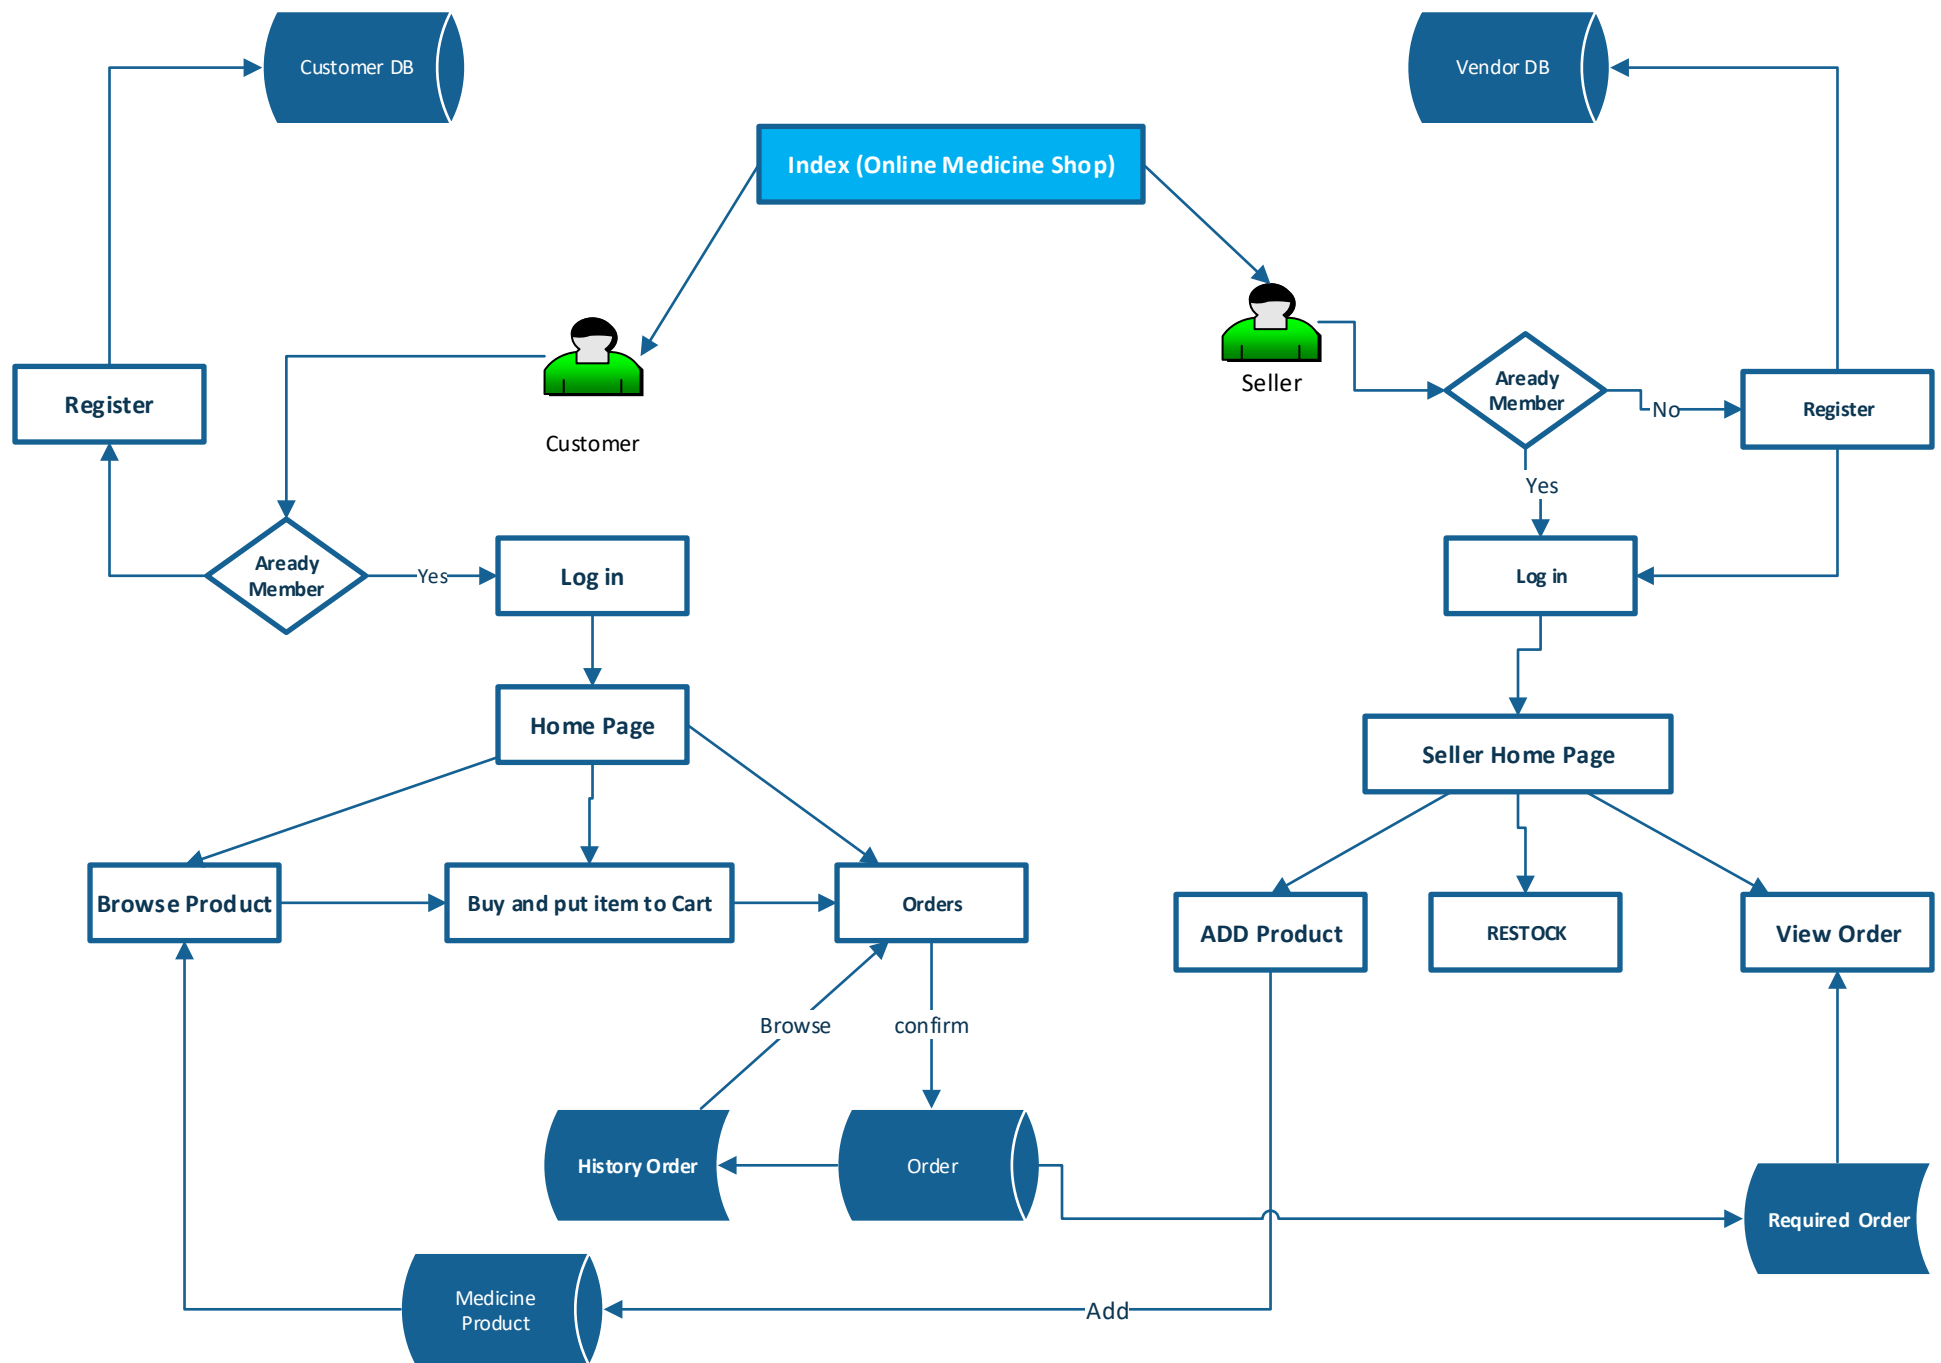 Customer DB
Vendor DB
Index (Online Medicine Shop)
Seller
Aready
Member
No
Register
Register
Customer
Yes
Aready
Member
Yes
Log in
Log in
Home Page
Seller Home Page
Browse Product
Buy and put item to Cart
Orders
ADD Product
RESTOCK
View Order
Browse
confirm
History Order
Order
Required Order
Medicine
Product
Add